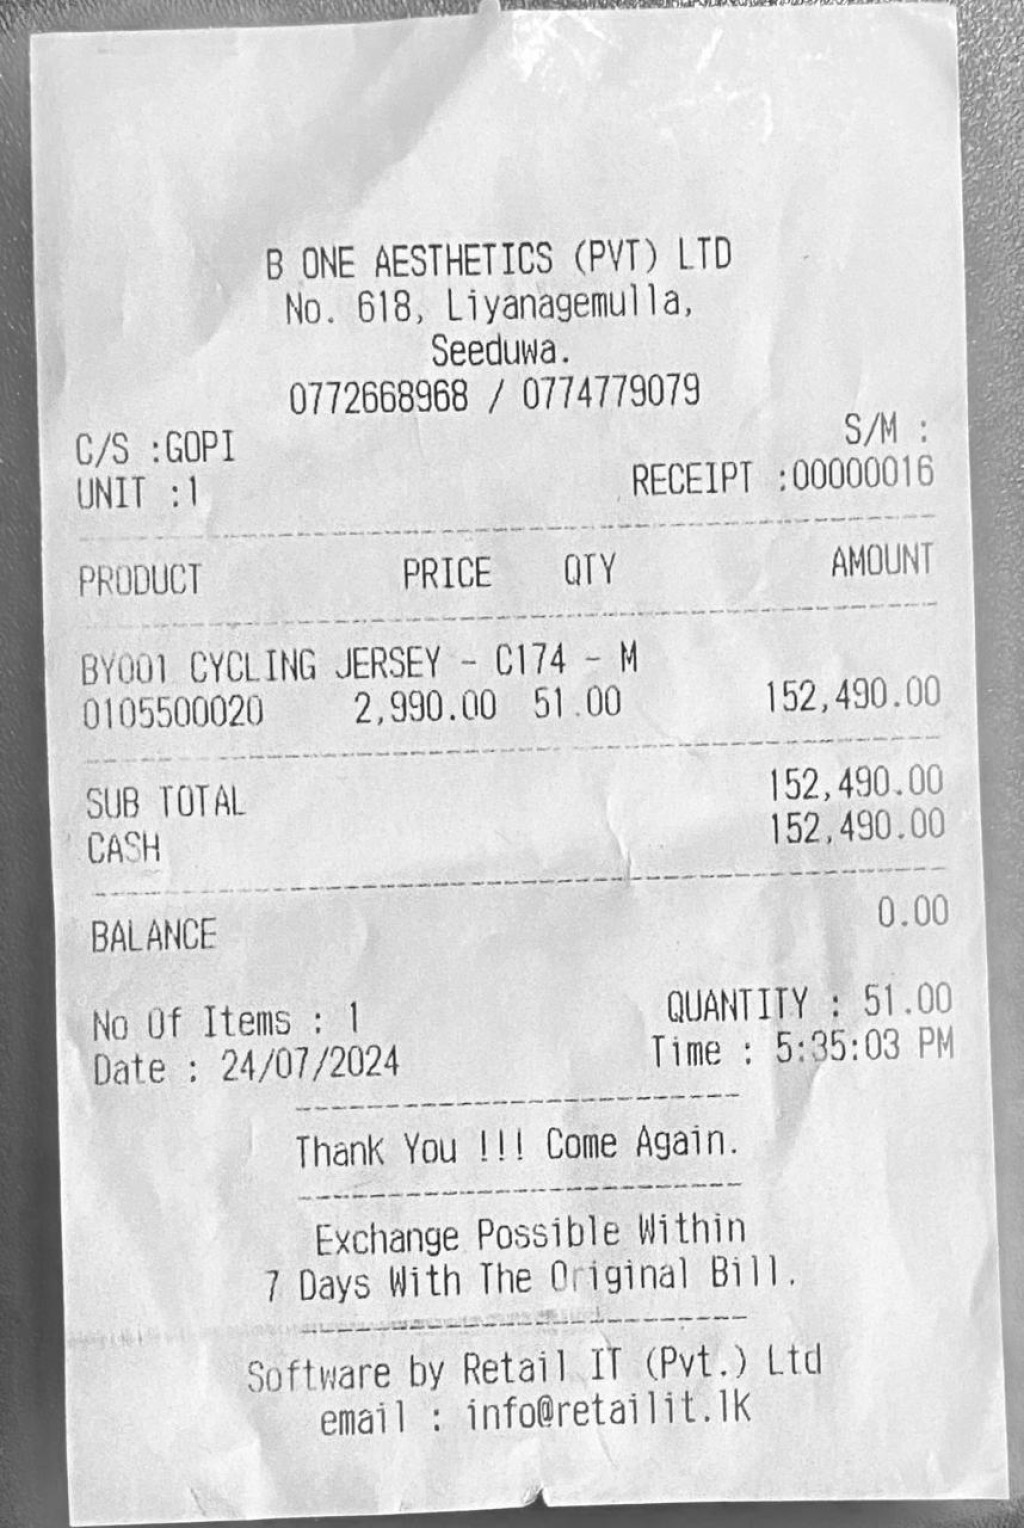 B ONE AESTHETICS (PVT) LTD
No. 618, Liyanagemulla,
Seeduwa.
0772668968 / 0774779079
C/S :GOPI S/M :
UNIT :1 RECEIPT :00000016
PRODUCT PRICE QTY AMOUNT
BY001 CYCLING JERSEY - C174 - M
0105500020 2,990.00 51.00 152,490.00
SUB TOTAL 152,490.00
CASH 152,490.00
BALANCE 0.00
No Of Items : 1 QUANTITY : 51.00
Date : 24/07/2024 Time : 5:35:03 PM
Thank You !!! Come Again.
Exchange Possible Within
7 Days With The Original Bill.
Software by Retail IT (Pvt.) Ltd
email : info@retailit.lk